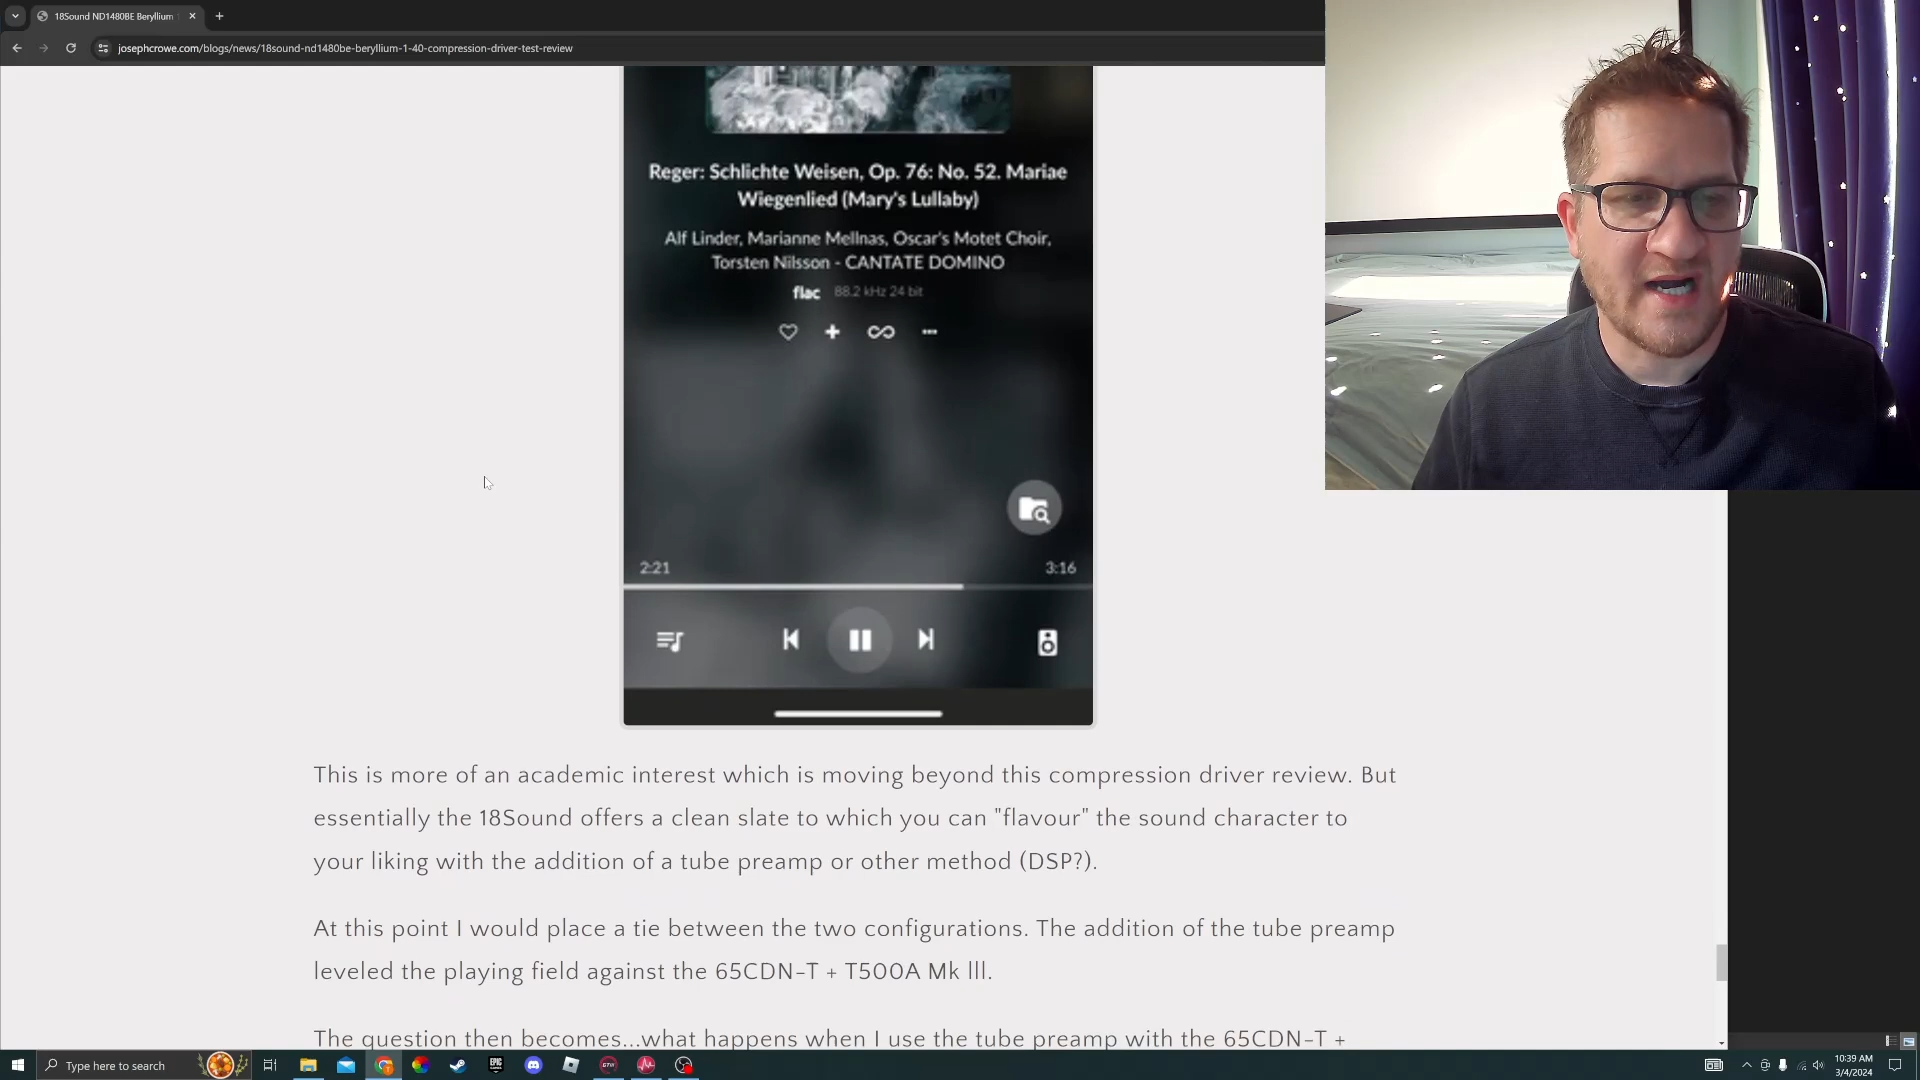 18Sound ND1480BE Beryllium
josephcrowe.com/blogs/news/18sound-nd1480be-beryllium-1-40-compression-driver-test-review
Reger: Schlichte Weisen, Op. 76: No. 52. Mariae
Wiegenlied (Mary's Lullaby)
Alf Linder, Marianne Mellnas, Oscar's Motet Choir,
Torsten Nilsson - CANTATE DOMINO
flac 88.2 kHz 24 bit
2:21
3:16
This is more of an academic interest which is moving beyond this compression driver review. But
essentially the 18Sound offers a clean slate to which you can "flavour" the sound character to
your liking with the addition of a tube preamp or other method (DSP?).
At this point I would place a tie between the two configurations. The addition of the tube preamp
leveled the playing field against the 65CDN-T + T500A Mk lll.
The question then becomes...what happens when I use the tube preamp with the 65CDN-T +
Type here to search
EPIC
GAMES
10:39 AM
3/4/2024